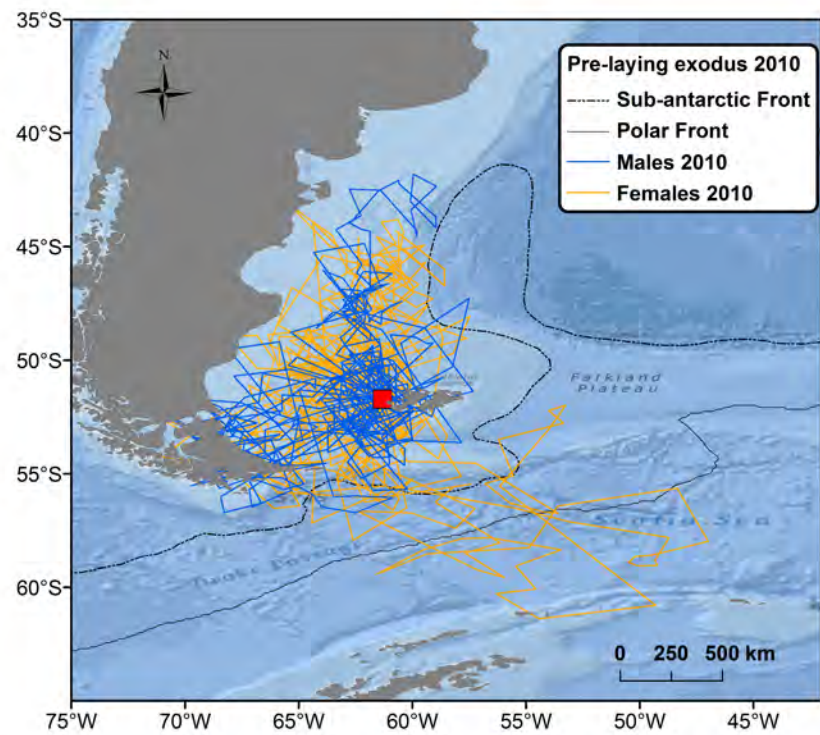 35°S
40°S
45°S
50°S
55°S
60°S
N
Pre-laying exodus 2010
Sub-antarctic Front
Polar Front
Males 2010
Females 2010
Falkland
Plateau
Scotia Sea
Drake Passage
0 250 500 km
75°W 70°W 65°W 60°W 55°W 50°W 45°W